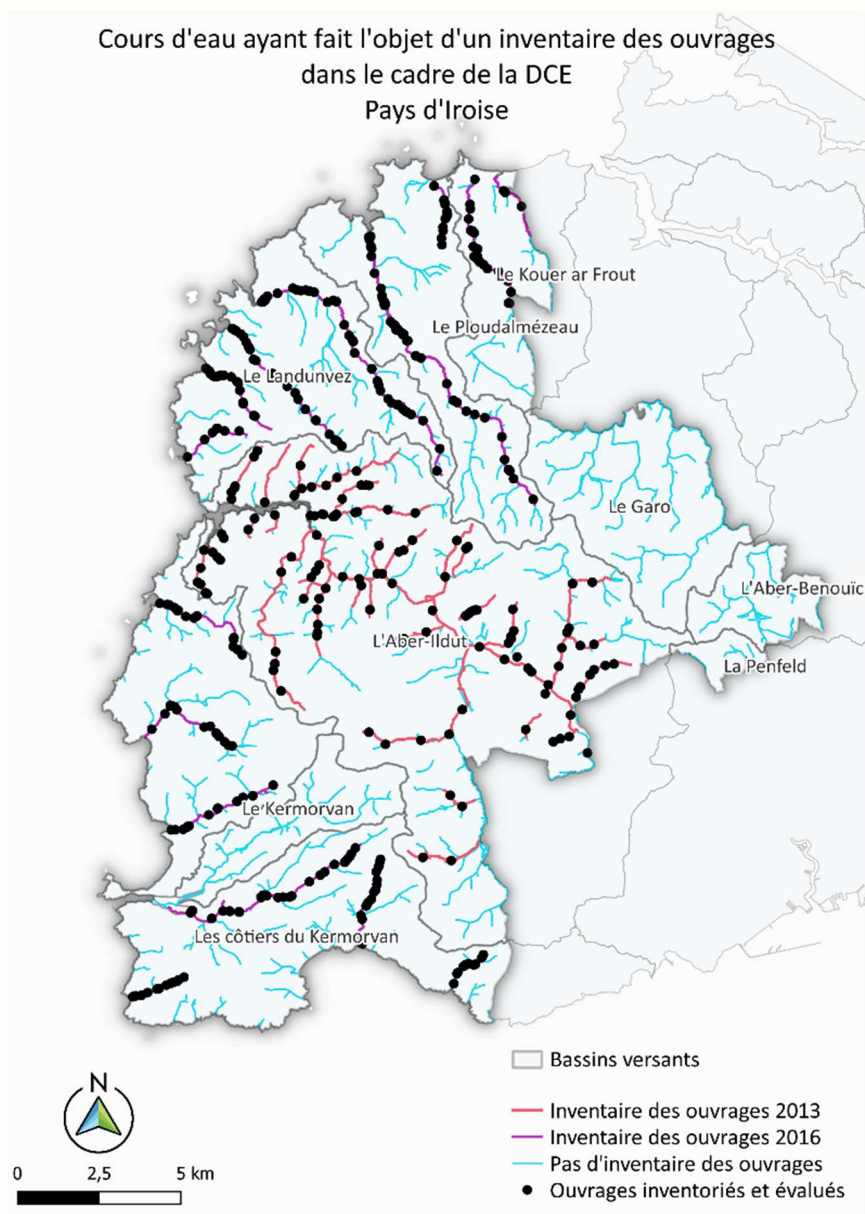 Cours d'eau ayant fait l'objet d'un inventaire des ouvrages
dans le cadre de la DCE
Pays d'Iroise
Le Kouer ar Frout
Le Ploudalmézeau
Le Landunvez
Le Garo
L'Aber-Benouïc
L'Aber-Ildut
La Penfeld
Le Kermorvan
Les côtiers du Kermorvan
Bassins versants
N
Inventaire des ouvrages 2013
Inventaire des ouvrages 2016
Pas d'inventaire des ouvrages
Ouvrages inventoriés et évalués
0 2,5 5 km